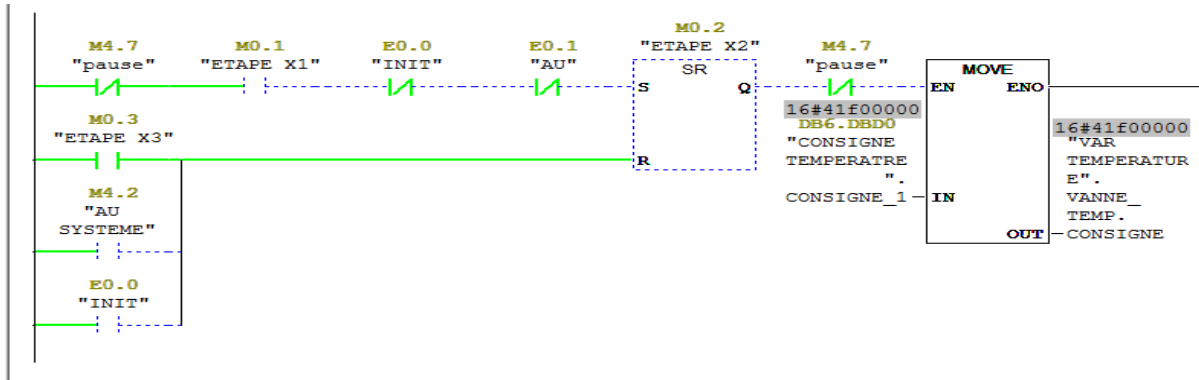 M0.2
M4.7 M0.1 E0.0 E0.1 "ETAPE X2" M4.7
"pause" "ETAPE X1" "INIT" "AU" SR "pause" MOVE
S Q EN ENO
16#41f00000
M0.3 DB6.DBD0 16#41f00000
"ETAPE X3" "CONSIGNE "VAR
R TEMPERATRE TEMPERATUR
M4.2 ". E".
"AU CONSIGNE_1 IN VANNE_
SYSTEME" TEMP.
OUT CONSIGNE
E0.0
"INIT"